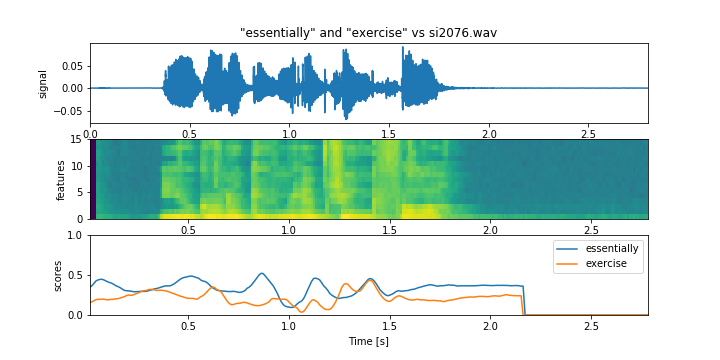 "essentially" and "exercise" vs si2076.wav
signal
0.05
0.00
−0.05
0.0 0.5 1.0 1.5 2.0 2.5
features
15
10
5
0
0.5 1.0 1.5 2.0 2.5
scores
1.0
0.5
0.0
essentially
exercise
0.5 1.0 1.5 2.0 2.5
Time [s]